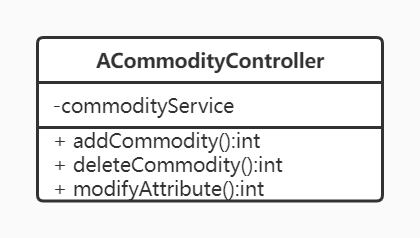 ACommodityController
-commodityService
+ addCommodity():int
+ deleteCommodity():int
+ modifyAttribute():int